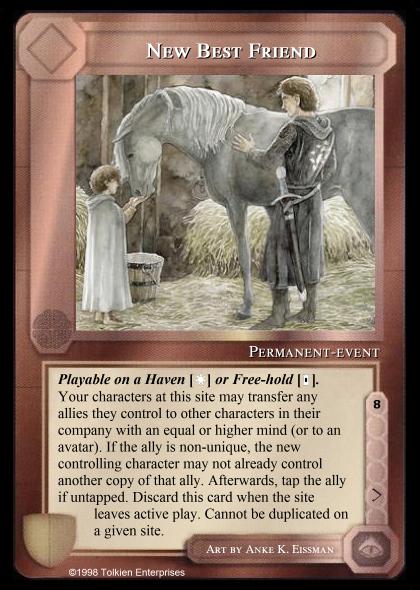 New Best Friend
Permanent-event
Playable on a Haven [☼] or Free-hold [▪].
Your characters at this site may transfer any
allies they control to other characters in their
company with an equal or higher mind (or to an
avatar). If the ally is non-unique, the new
controlling character may not already control
another copy of that ally. Afterwards, tap the ally
if untapped. Discard this card when the site
leaves active play. Cannot be duplicated on
a given site.
8
Art by Anke K. Eissman
©1998 Tolkien Enterprises